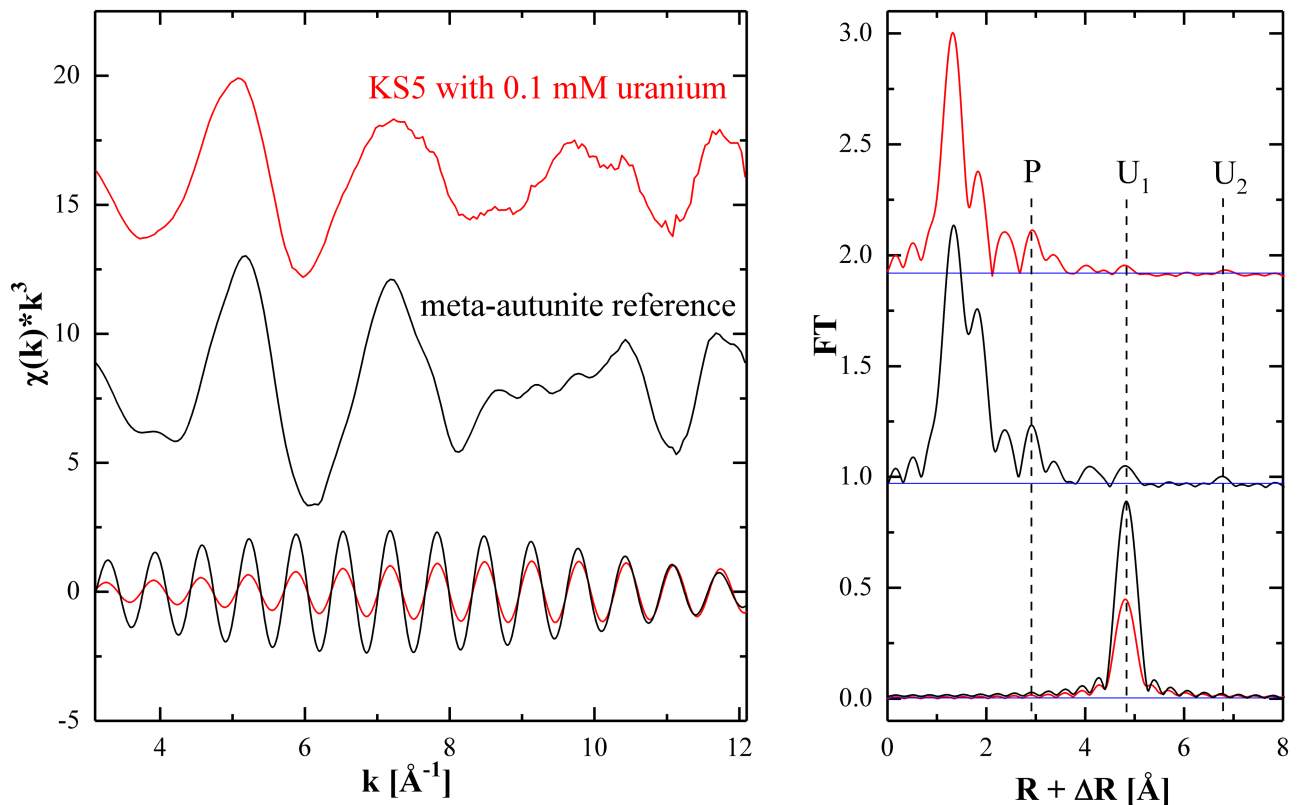 KS5 with 0.1 mM uranium
meta-autunite reference
χ(k)*k³
20
15
10
5
0
-5
4 6 8 10 12
k [Å⁻¹]
P U₁ U₂
FT
3.0
2.5
2.0
1.5
1.0
0.5
0.0
0 2 4 6 8
R + ΔR [Å]